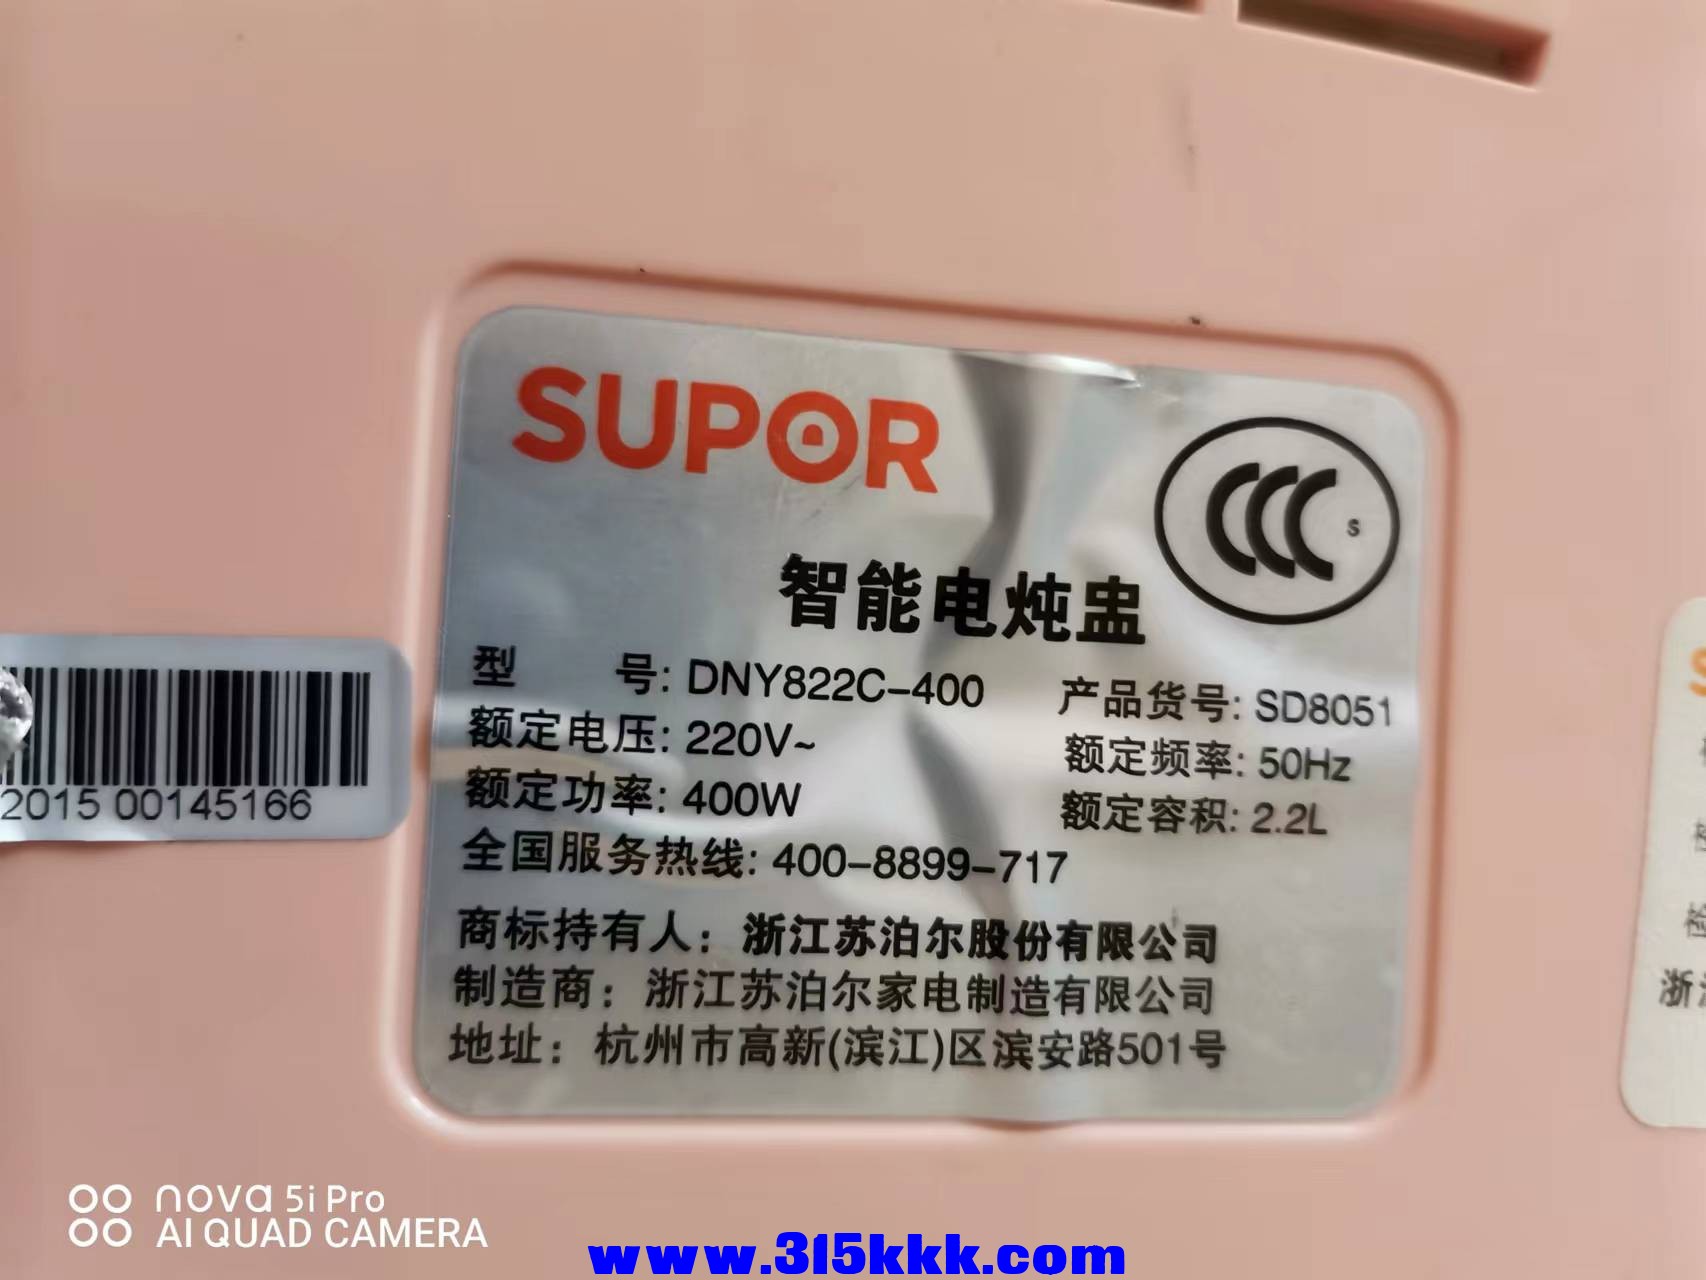 SUPOR
CCC S
智能电炖盅
型 号: DNY822C-400 产品货号: SD8051
额定电压: 220V~ 额定频率: 50Hz
额定功率: 400W 额定容积: 2.2L
全国服务热线: 400-8899-717
商标持有人: 浙江苏泊尔股份有限公司
制造商: 浙江苏泊尔家电制造有限公司
地址: 杭州市高新(滨江)区滨安路501号
2015 00145166
浙
nova 5i Pro
AI QUAD CAMERA
www.315kkk.com